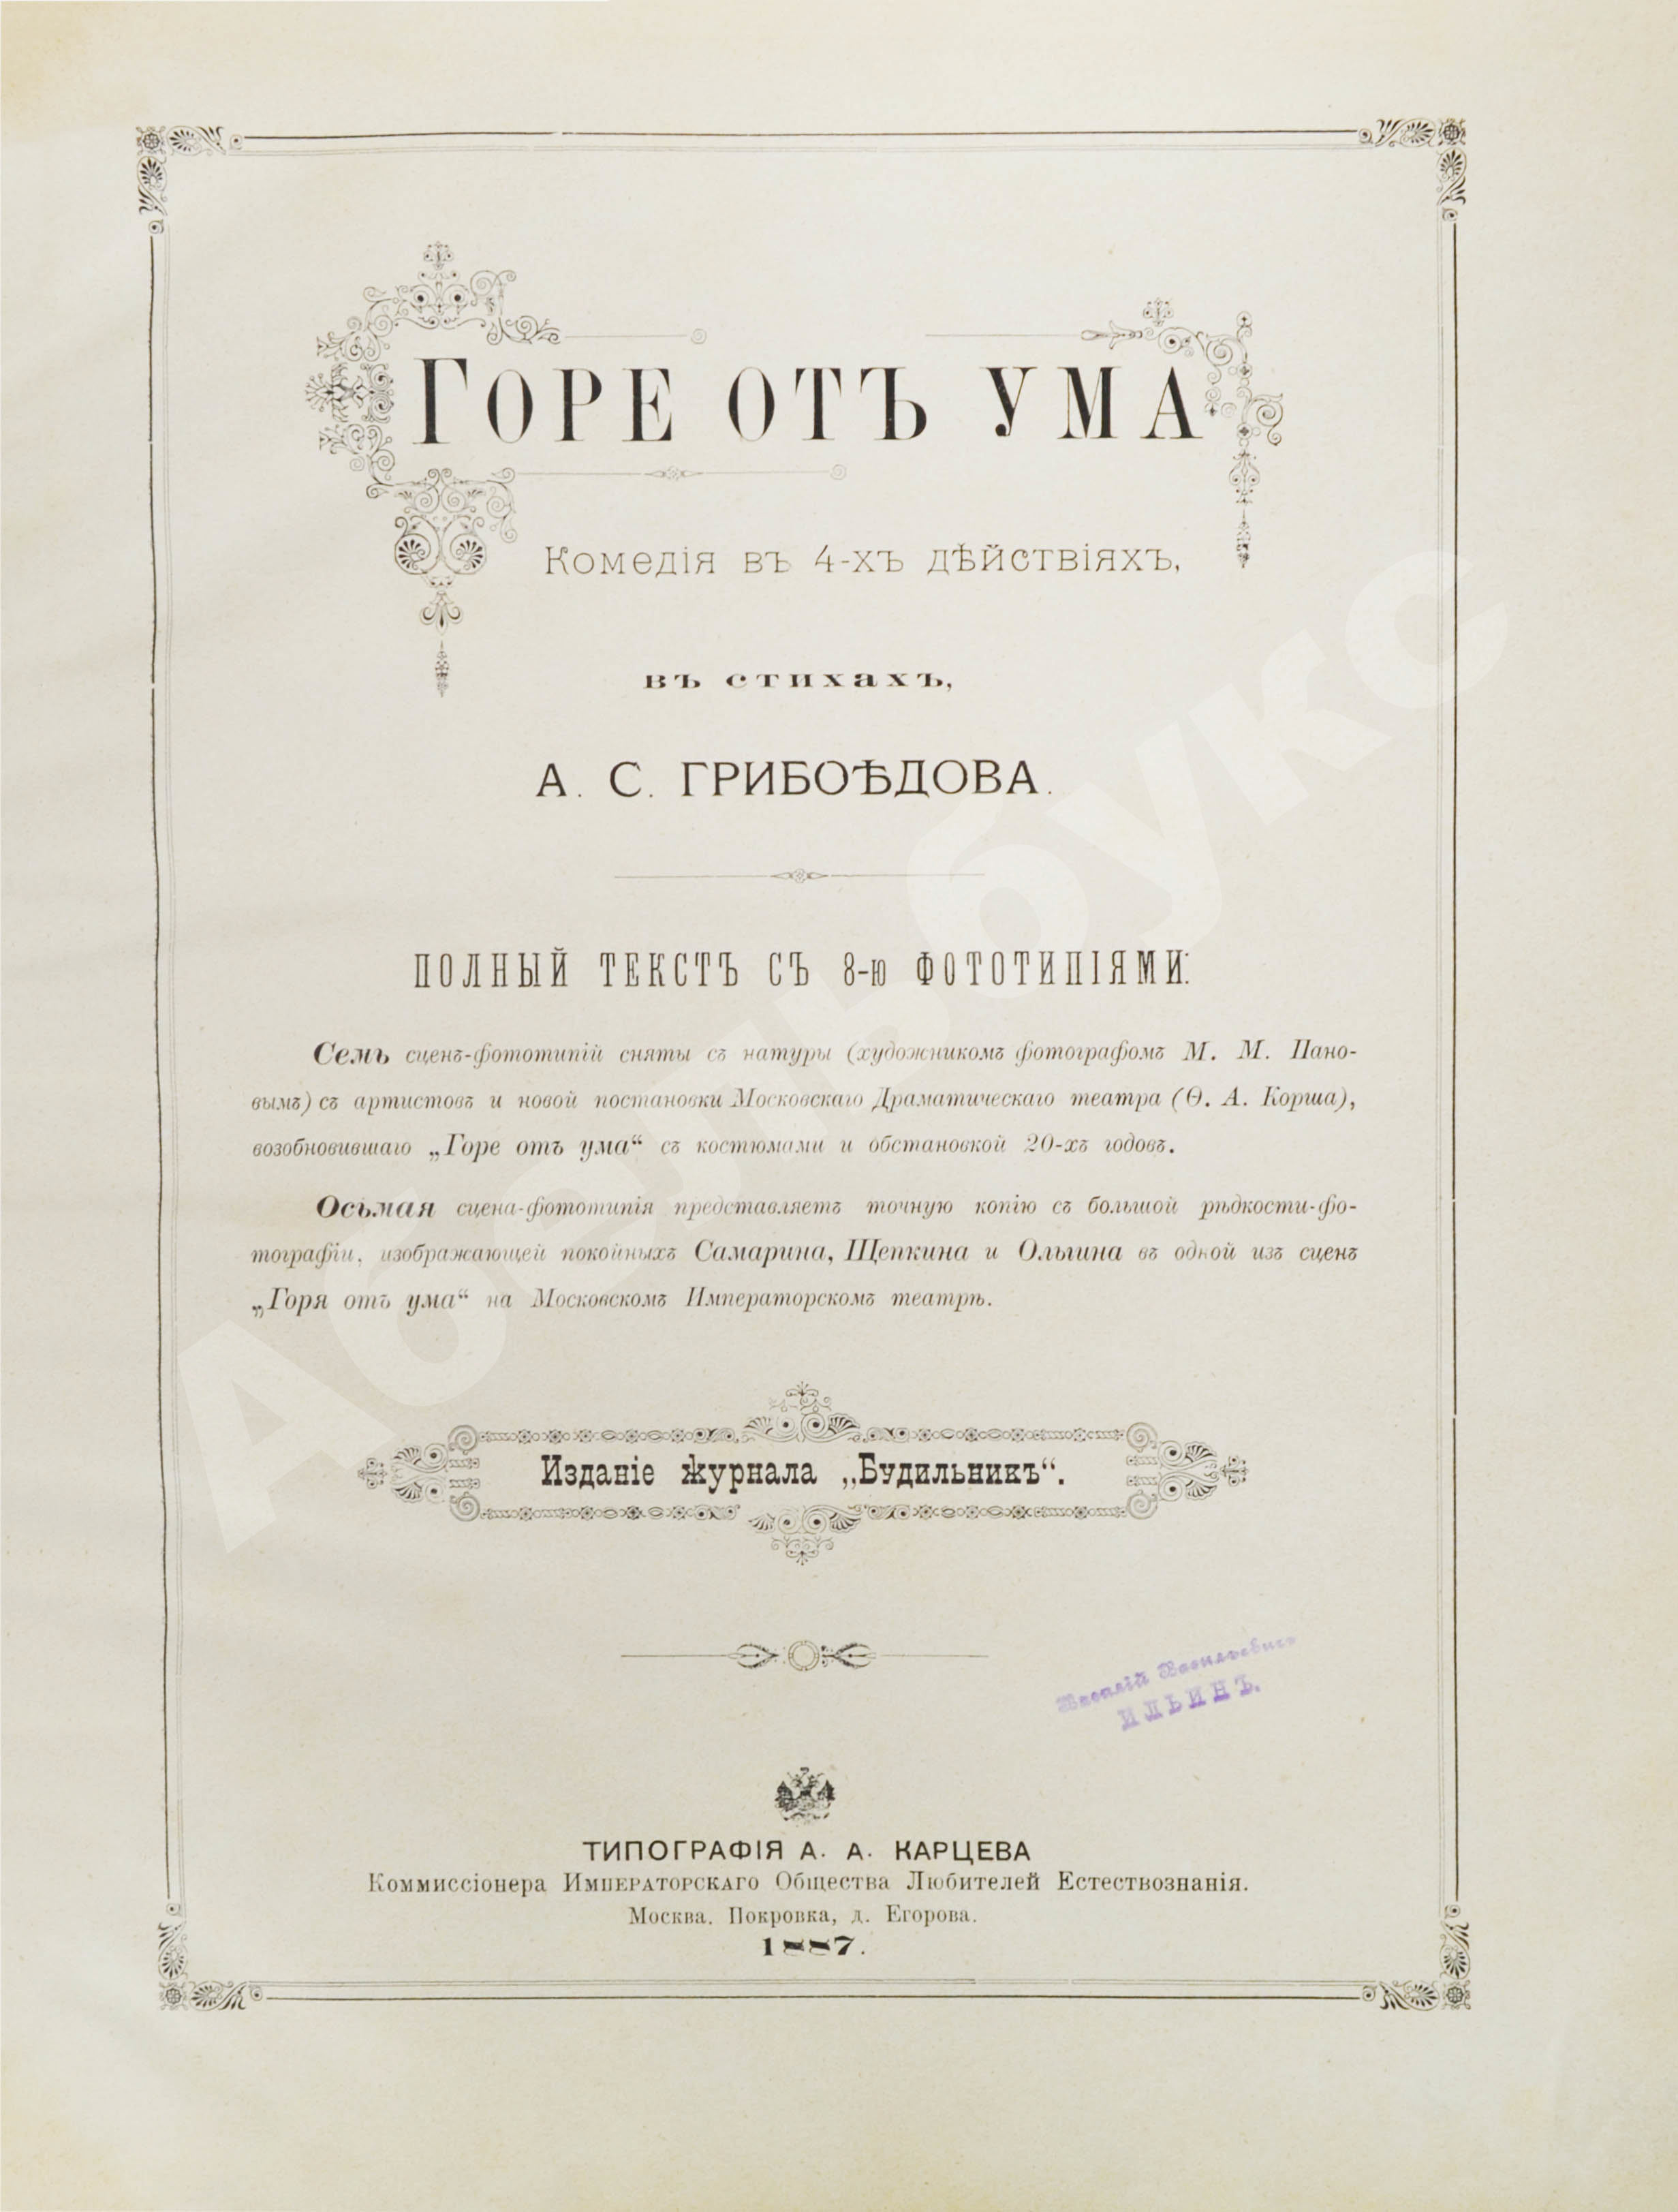 Горе отъ ума
Комедія въ 4-хъ дѣйствіяхъ,
въ стихахъ,
А. С. ГРИБОѢДОВА.
ПОЛНЫЙ ТЕКСТЪ СЪ 8-ю ФОТОТИПІЯМИ:
Семь сценъ-фототипій сняты съ натуры (художникомъ фотографомъ М. М. Пано-
вымъ) съ артистовъ и новой постановки Московскаго Драматическаго театра (Ѳ. А. Корша),
возобновившаго „Горе отъ ума“ съ костюмами и обстановкой 20-хъ годовъ.
Осьмая сцена-фототипія представляетъ точную копію съ большой рѣдкости-фо-
тографіи, изображающей покойныхъ Самарина, Щепкина и Ольгина въ одной изъ сценъ
„Горя отъ ума“ на Московскомъ Императорскомъ театрѣ.
Изданіе журнала „Будильникъ“.
Василій Васильевичъ
ИЛЬИНЪ.
ТИПОГРАФІЯ А. А. КАРЦЕВА
Коммиссіонера Императорскаго Общества Любителей Естествознанія.
Москва. Покровка, д. Егорова.
1887.
Абельбукс